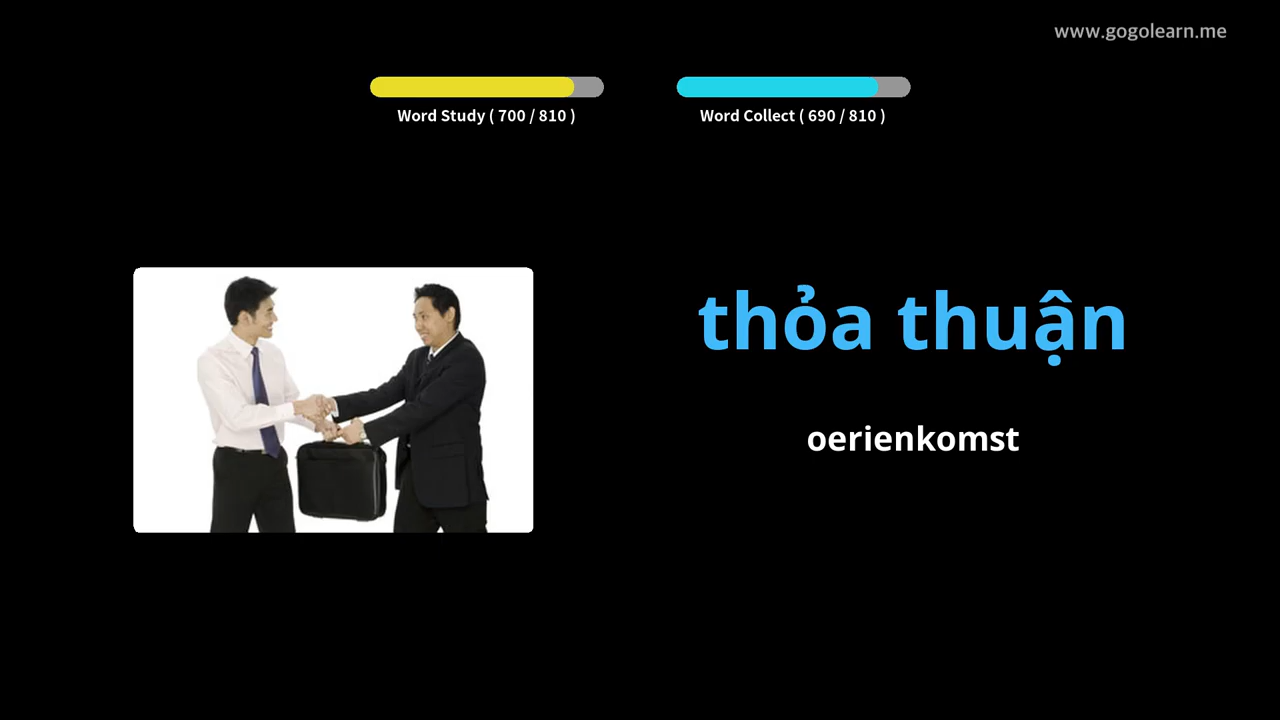 www.gogolearn.me
Word Study ( 700 / 810 )
Word Collect ( 690 / 810 )
thỏa thuận
oerienkomst